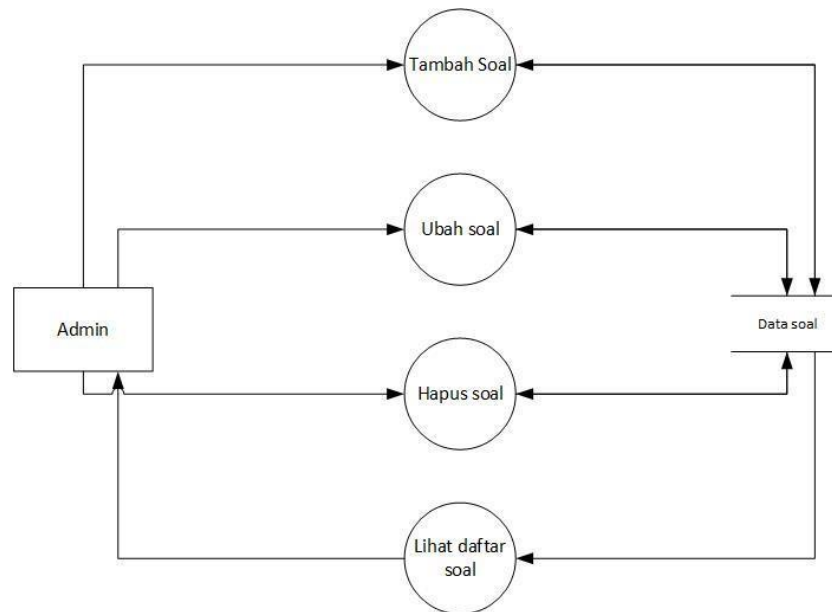 Tambah Soal
Ubah soal
Admin
Data soal
Hapus soal
Lihat daftar
soal